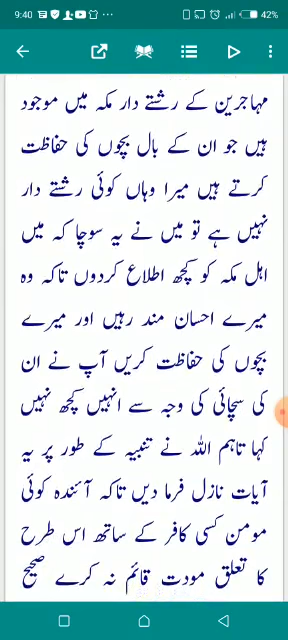 9:40
42%
مہاجرین کے رشتے دار مکہ میں موجود
ہیں جو ان کے بال بچوں کی حفاظت
کرتے ہیں میرا وہاں کوئی رشتے دار
نہیں ہے تو میں نے یہ سوچا کہ میں
اہل مکہ کو کچھ اطلاع کردوں تاکہ وہ
میرے احسان مند رہیں اور میرے
بچوں کی حفاظت کریں آپ نے ان
کی سچائی کی وجہ سے انہیں کچھ نہیں
کہا تاہم اللہ نے تنبیہ کے طور پر یہ
آیات نازل فرما دیں تاکہ آئندہ کوئی
مومن کسی کافر کے ساتھ اس طرح
کا تعلق مودت قائم نہ کرے صحیح